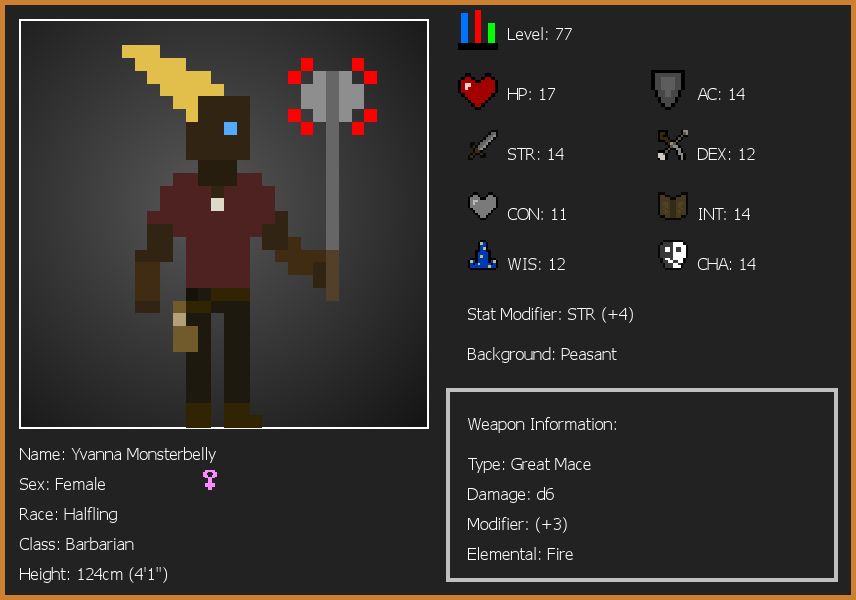 Level: 77
HP: 17
AC: 14
STR: 14
DEX: 12
CON: 11
INT: 14
WIS: 12
CHA: 14
Stat Modifier: STR (+4)
Background: Peasant
Weapon Information:
Type: Great Mace
Damage: d6
Modifier: (+3)
Elemental: Fire
Name: Yvanna Monsterbelly
Sex: Female
Race: Halfling
Class: Barbarian
Height: 124cm (4'1")